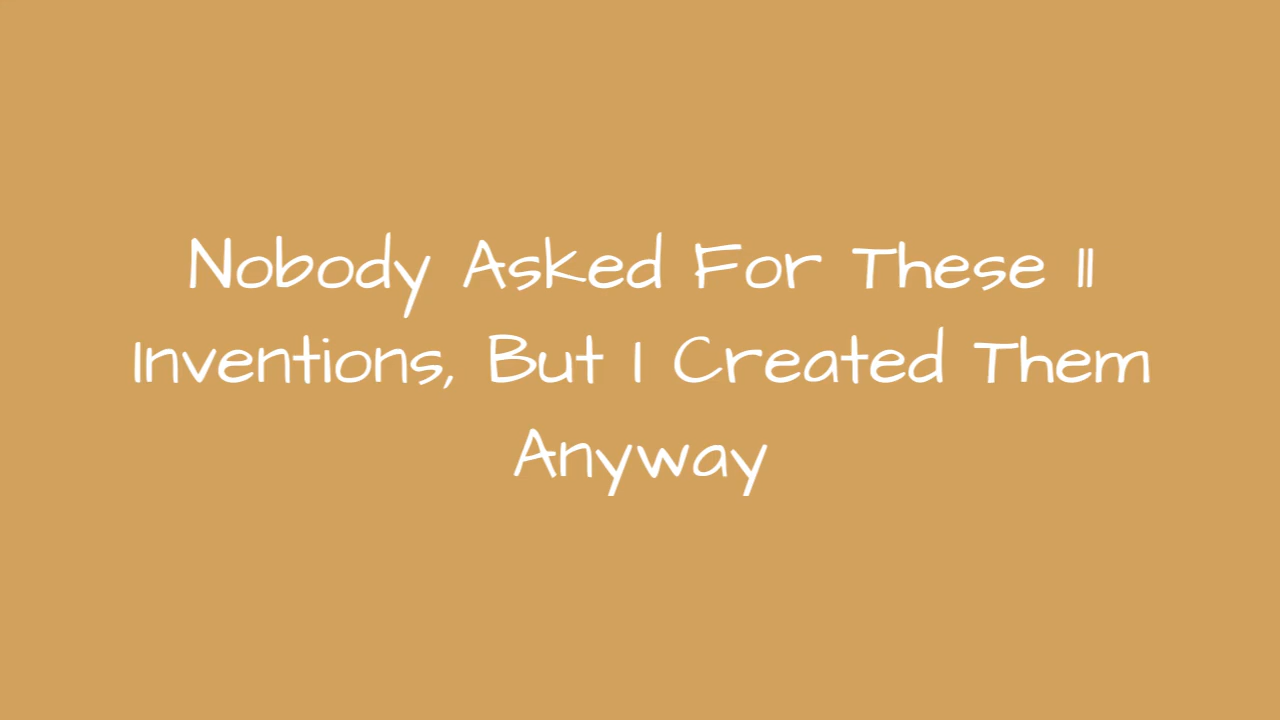 Nobody Asked For These 11
Inventions, But I Created Them
Anyway